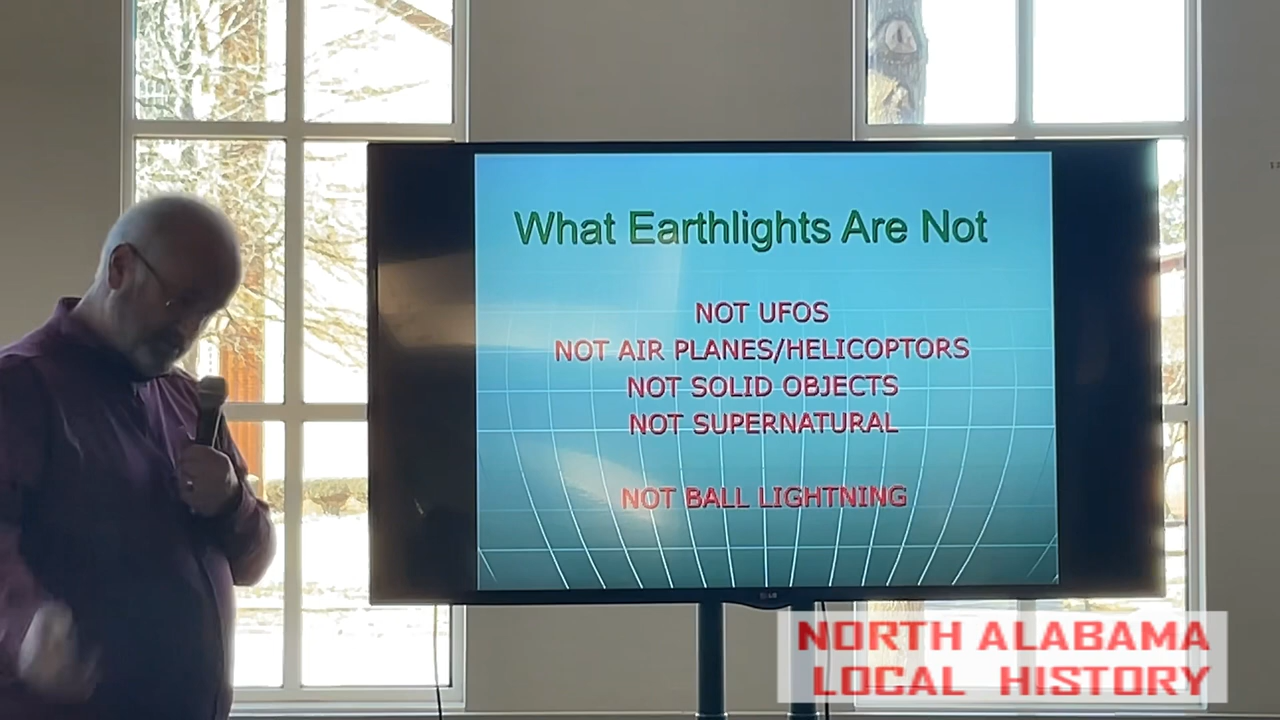 What Earthlights Are Not
NOT UFOS
NOT AIR PLANES/HELICOPTORS
NOT SOLID OBJECTS
NOT SUPERNATURAL
NOT BALL LIGHTNING
LG
NORTH ALABAMA
LOCAL HISTORY